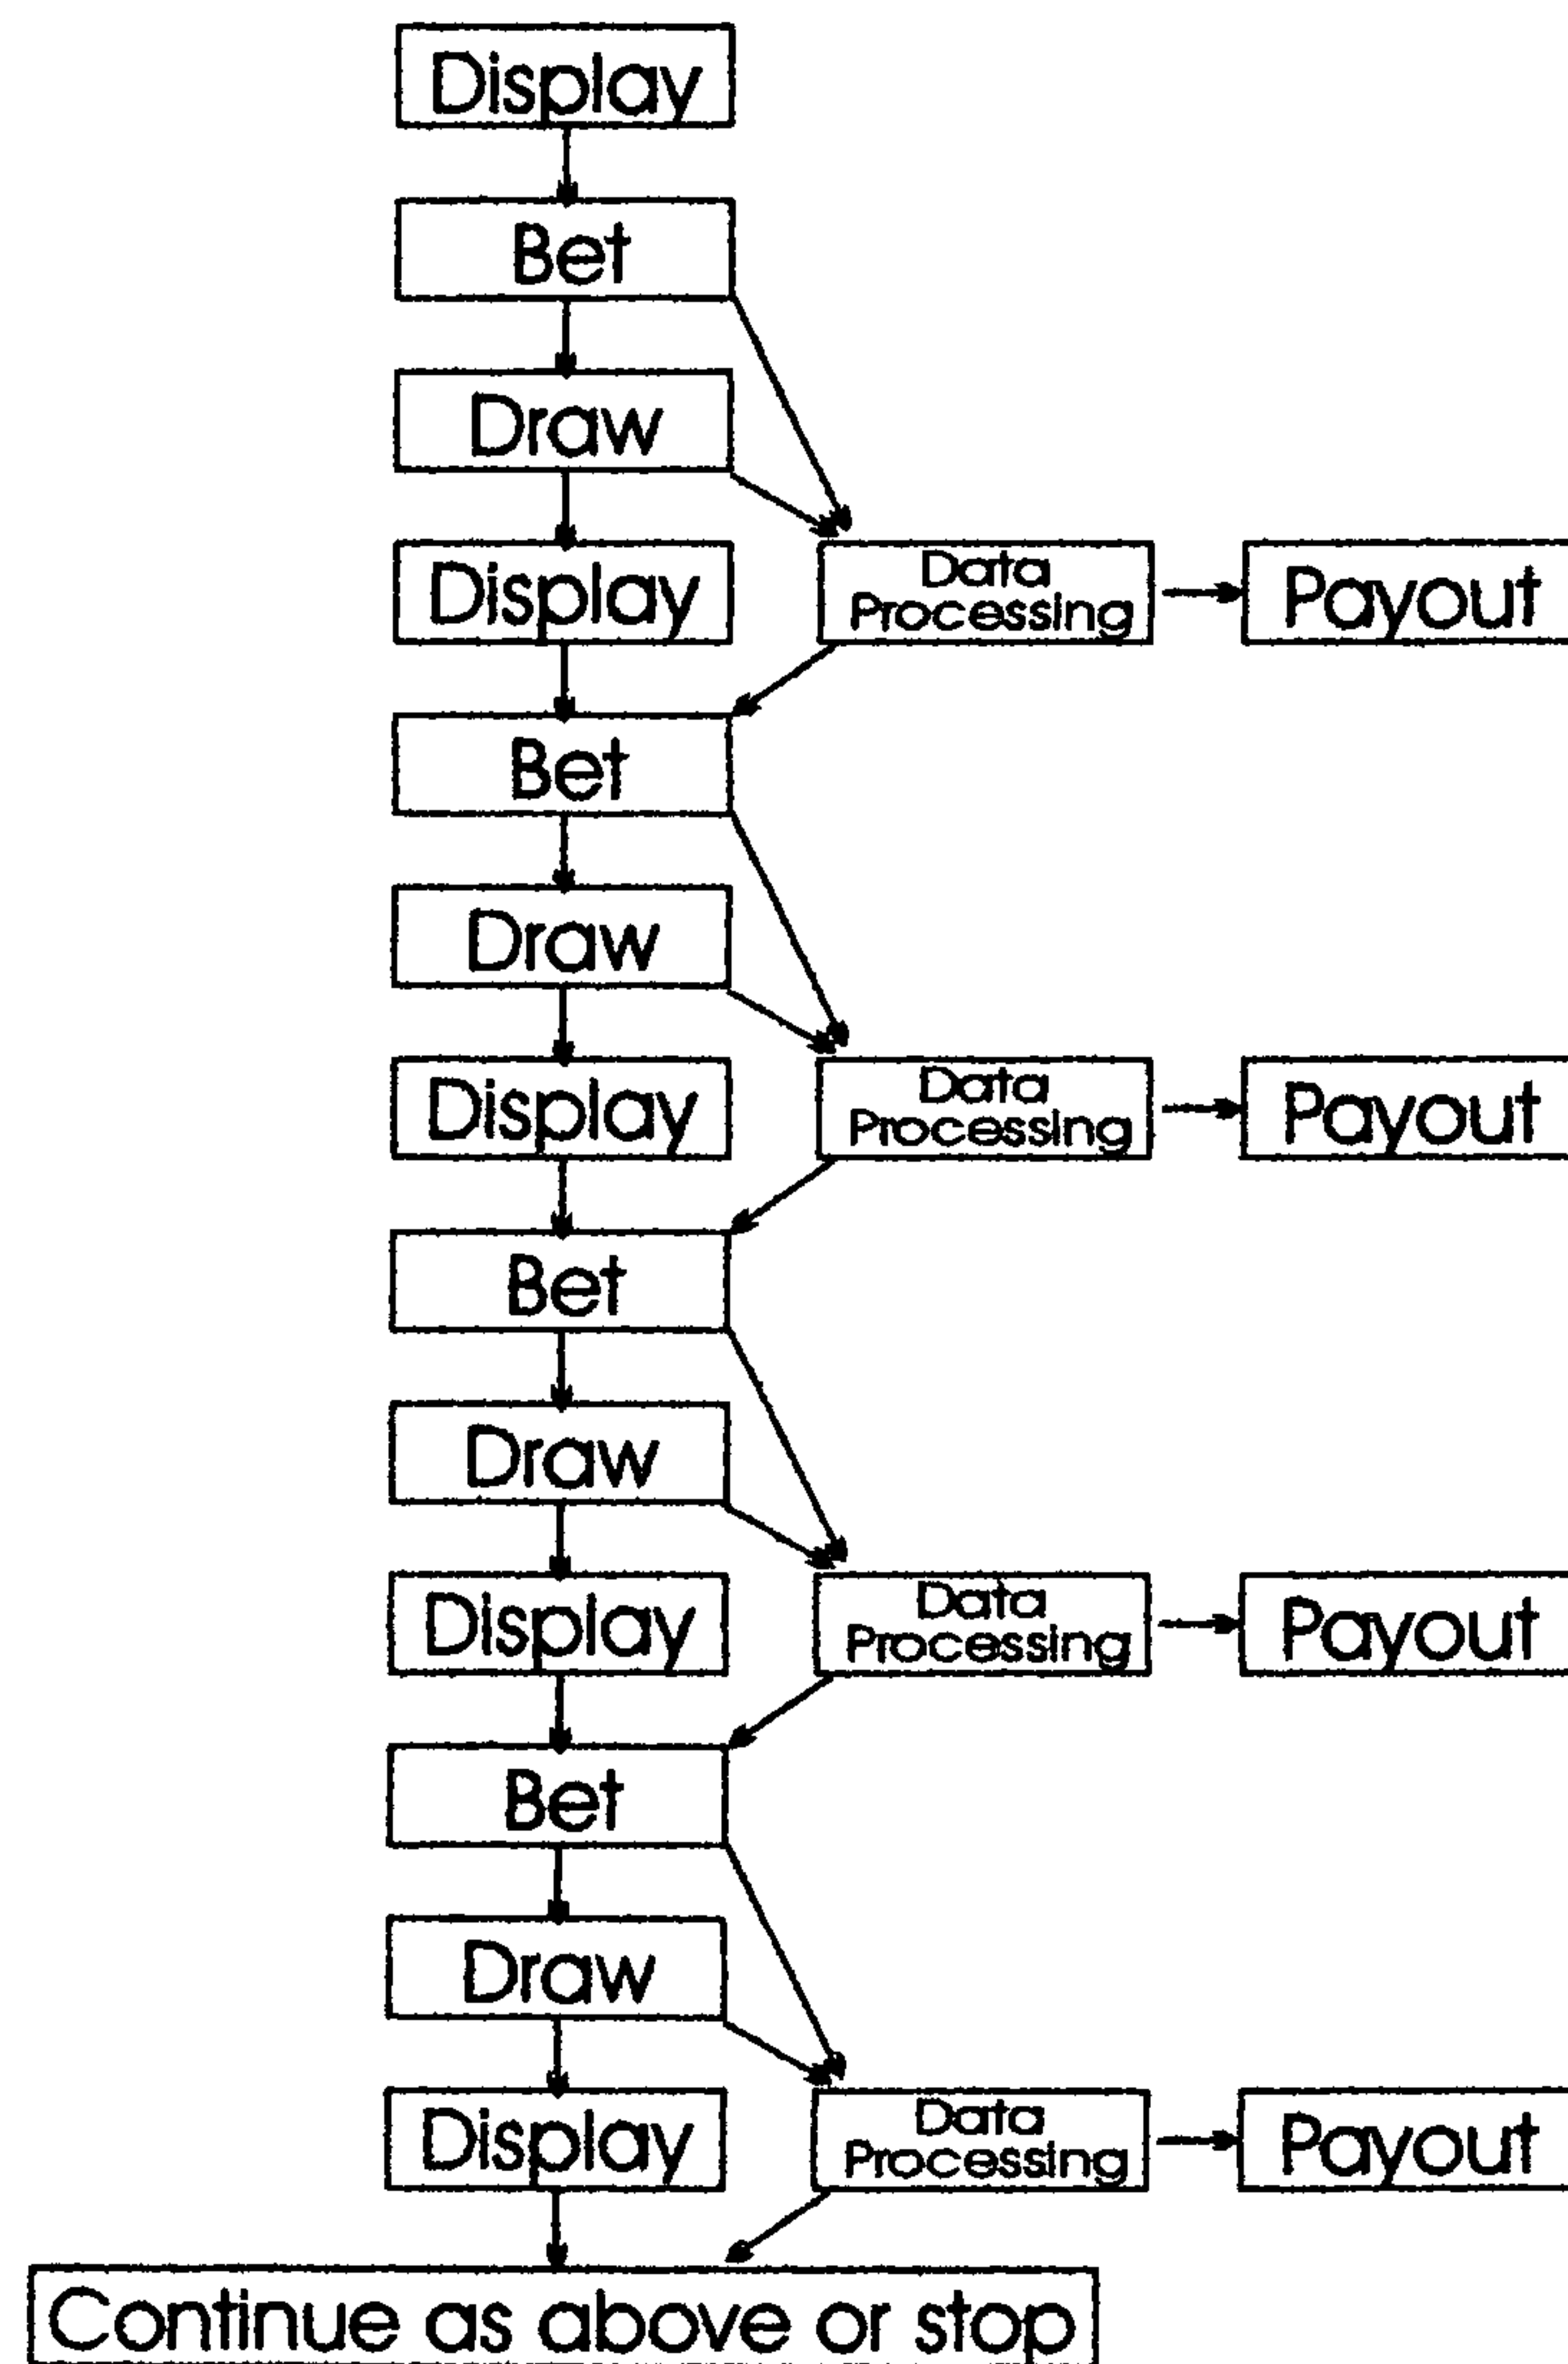 Display
Bet
Draw
Display
Data
Processing
Payout
Bet
Draw
Display
Data
Processing
Payout
Bet
Draw
Display
Data
Processing
Payout
Bet
Draw
Display
Data
Processing
Payout
Continue as above or stop